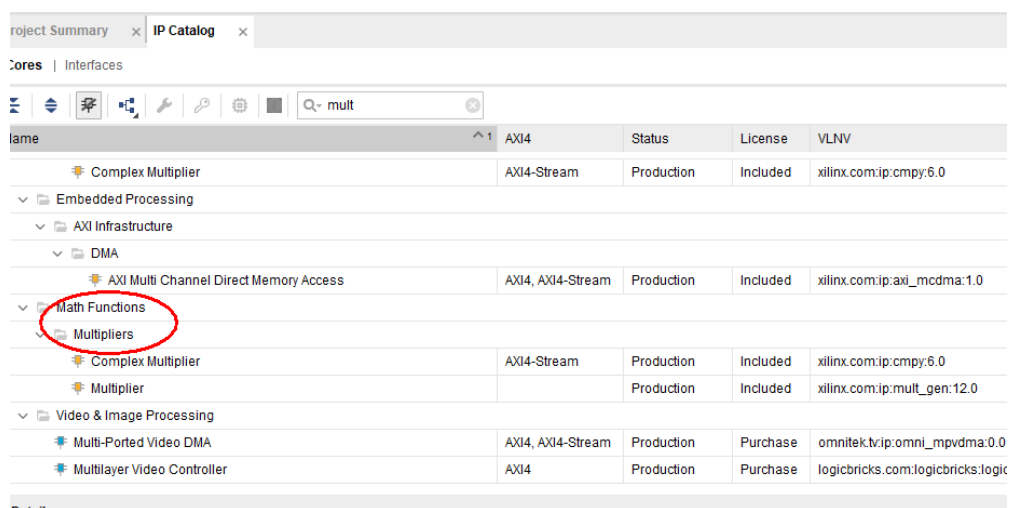 roject Summary × IP Catalog ×
Cores | Interfaces
mult
Name 1 AXI4 Status License VLNV
Complex Multiplier AXI4-Stream Production Included xilinx.com:ip:cmpy:6.0
Embedded Processing
AXI Infrastructure
DMA
AXI Multi Channel Direct Memory Access AXI4, AXI4-Stream Production Included xilinx.com:ip:axi_mcdma:1.0
Math Functions
Multipliers
Complex Multiplier AXI4-Stream Production Included xilinx.com:ip:cmpy:6.0
Multiplier Production Included xilinx.com:ip:mult_gen:12.0
Video & Image Processing
Multi-Ported Video DMA AXI4, AXI4-Stream Production Purchase omnitek.tv:ip:omni_mpvdma:0.0
Multilayer Video Controller AXI4 Production Purchase logicbricks.com:logicbricks:logic